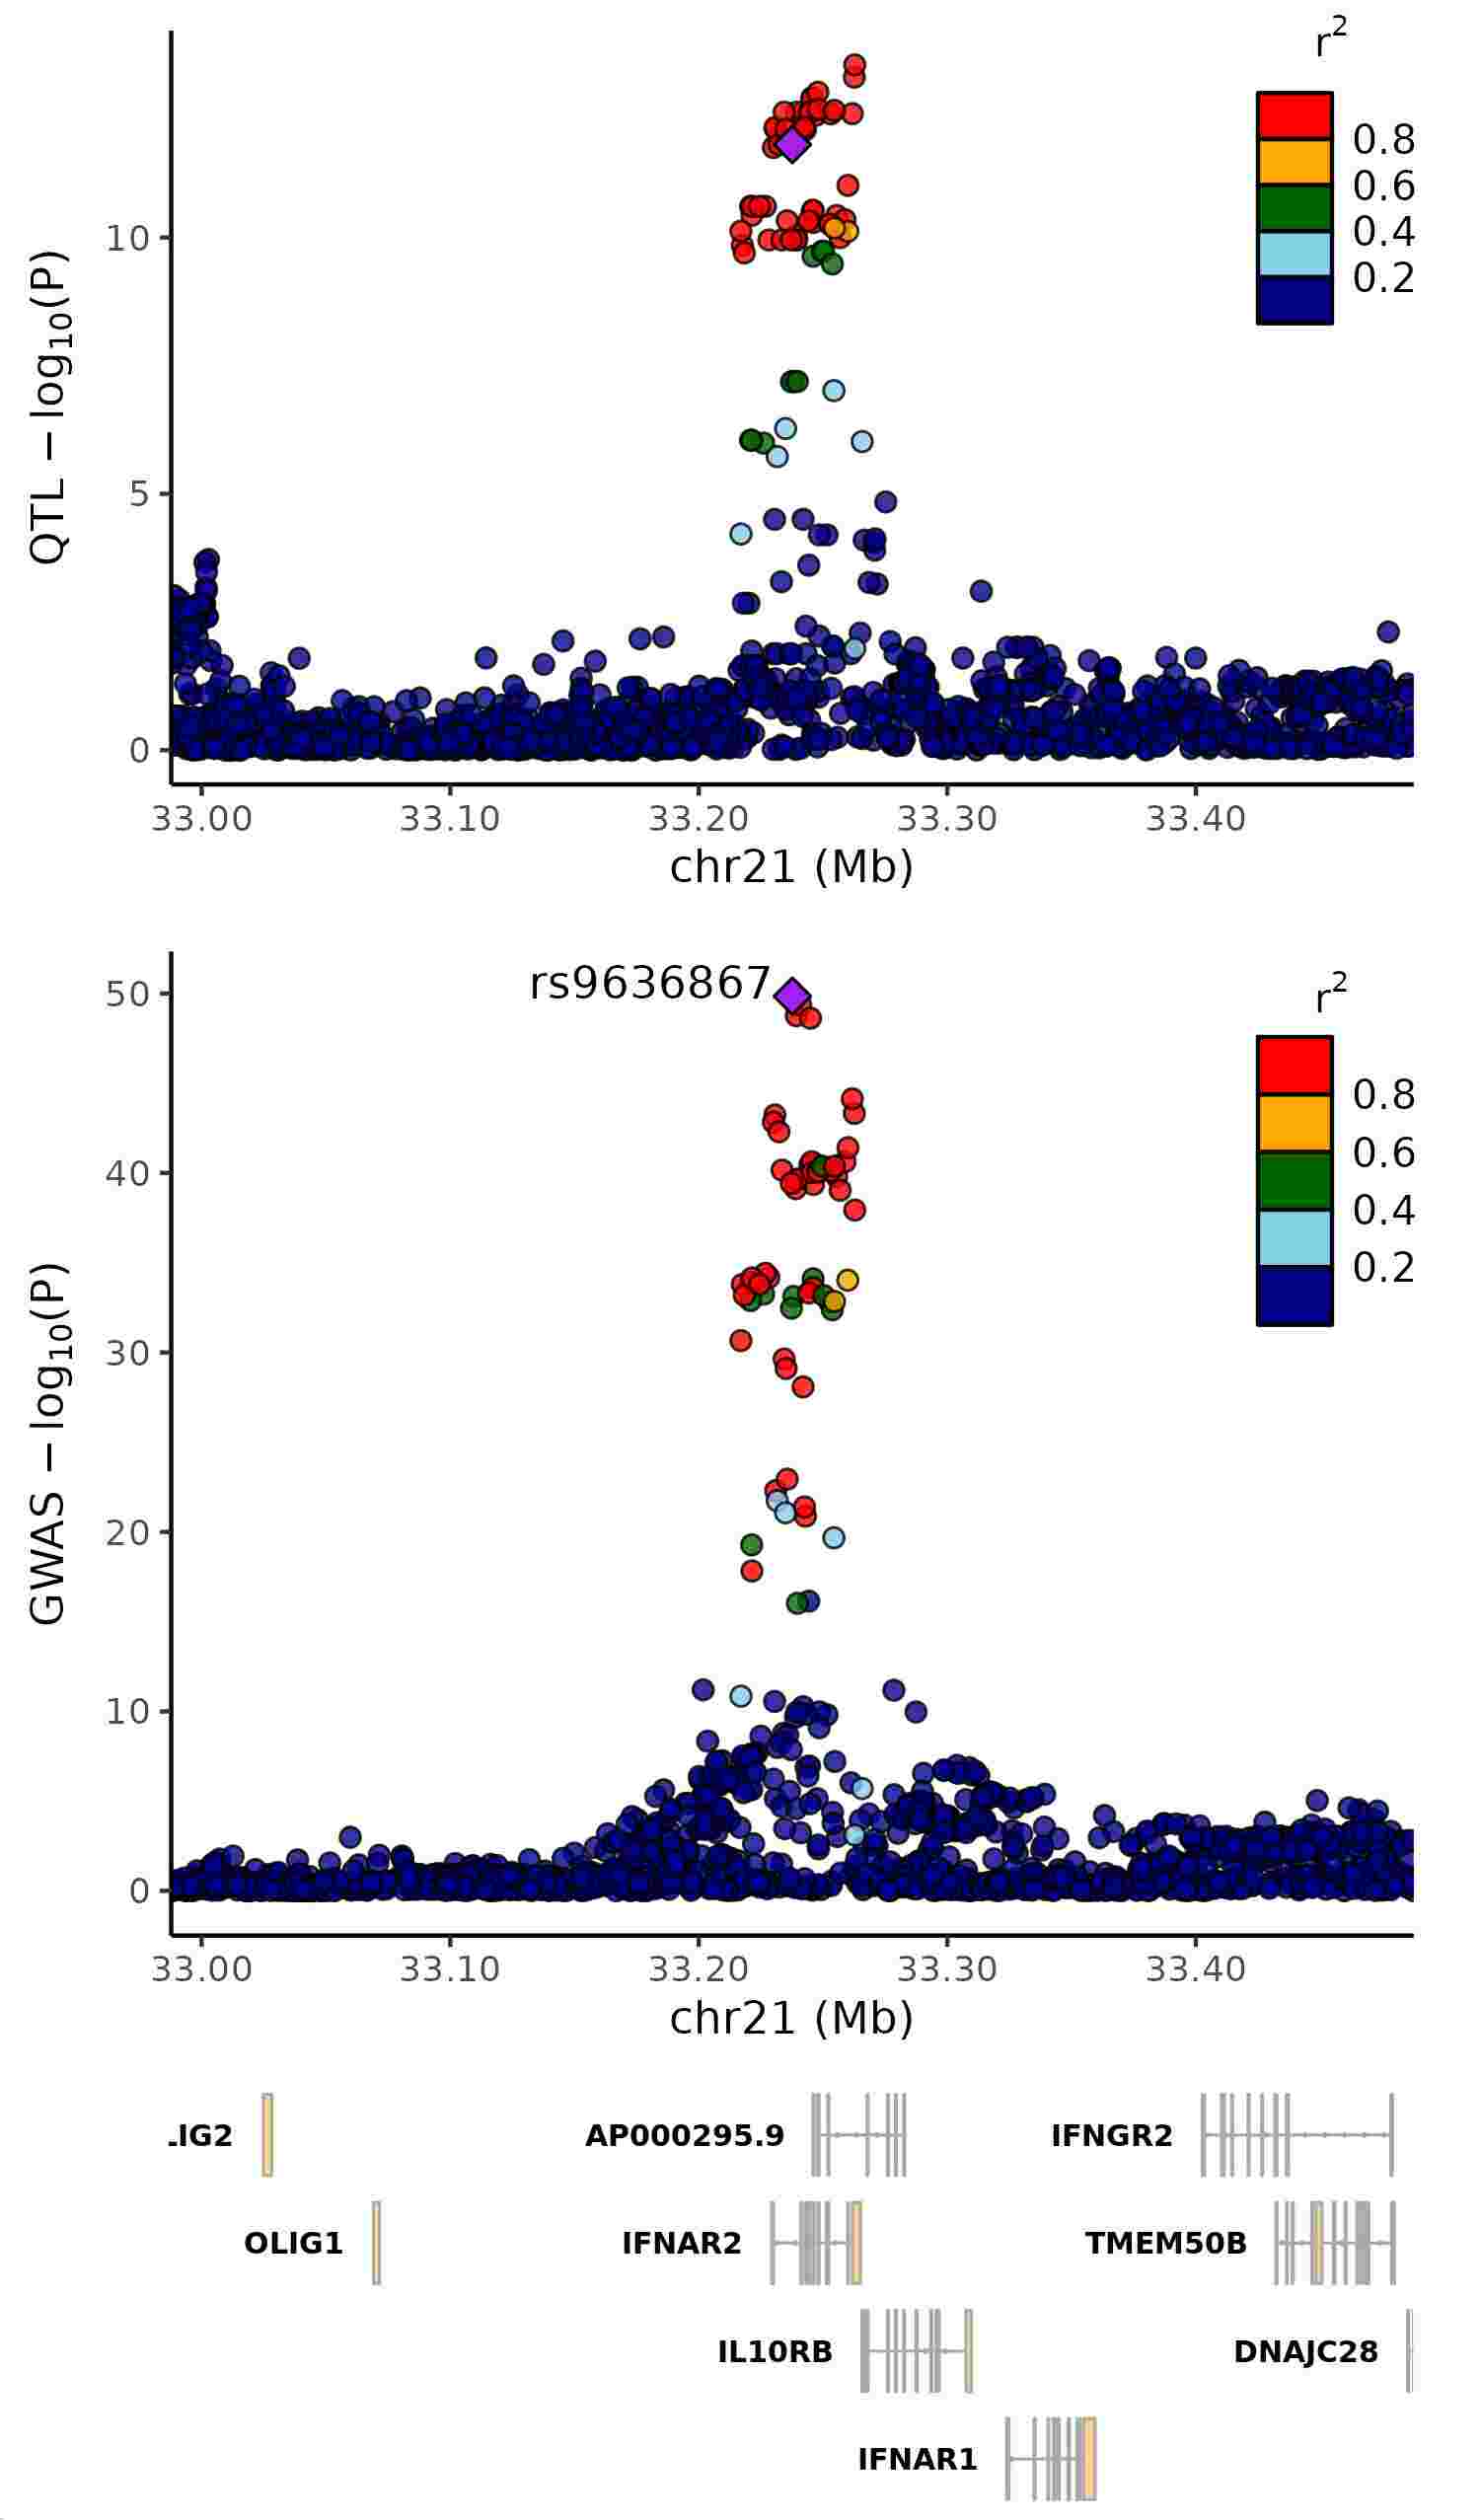 r2
0.8
0.6
0.4
0.2
10
5
0
QTL −log10(P)
33.00 33.10 33.20 33.30 33.40
chr21 (Mb)
rs9636867
r2
0.8
0.6
0.4
0.2
50
40
30
20
10
0
GWAS −log10(P)
33.00 33.10 33.20 33.30 33.40
chr21 (Mb)
LIG2 AP000295.9 IFNGR2
OLIG1 IFNAR2 TMEM50B
IL10RB DNAJC28
IFNAR1